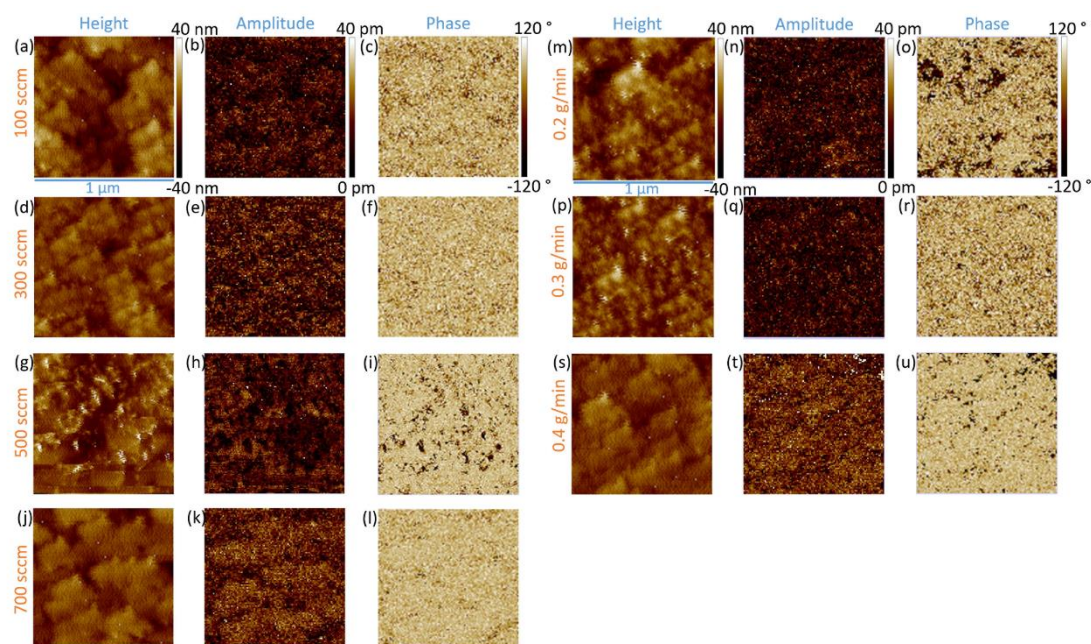 Height Amplitude Phase Height Amplitude Phase
40 nm 40 pm 120 ° 40 nm 40 pm 120 °
(a) (b) (c) (m) (n) (o)
100 sccm 0.2 g/min
1 µm -40 nm 0 pm -120 ° 1 µm -40 nm 0 pm -120 °
(d) (e) (f) (p) (q) (r)
300 sccm 0.3 g/min
(g) (h) (i) (s) (t) (u)
500 sccm 0.4 g/min
(j) (k) (l)
700 sccm